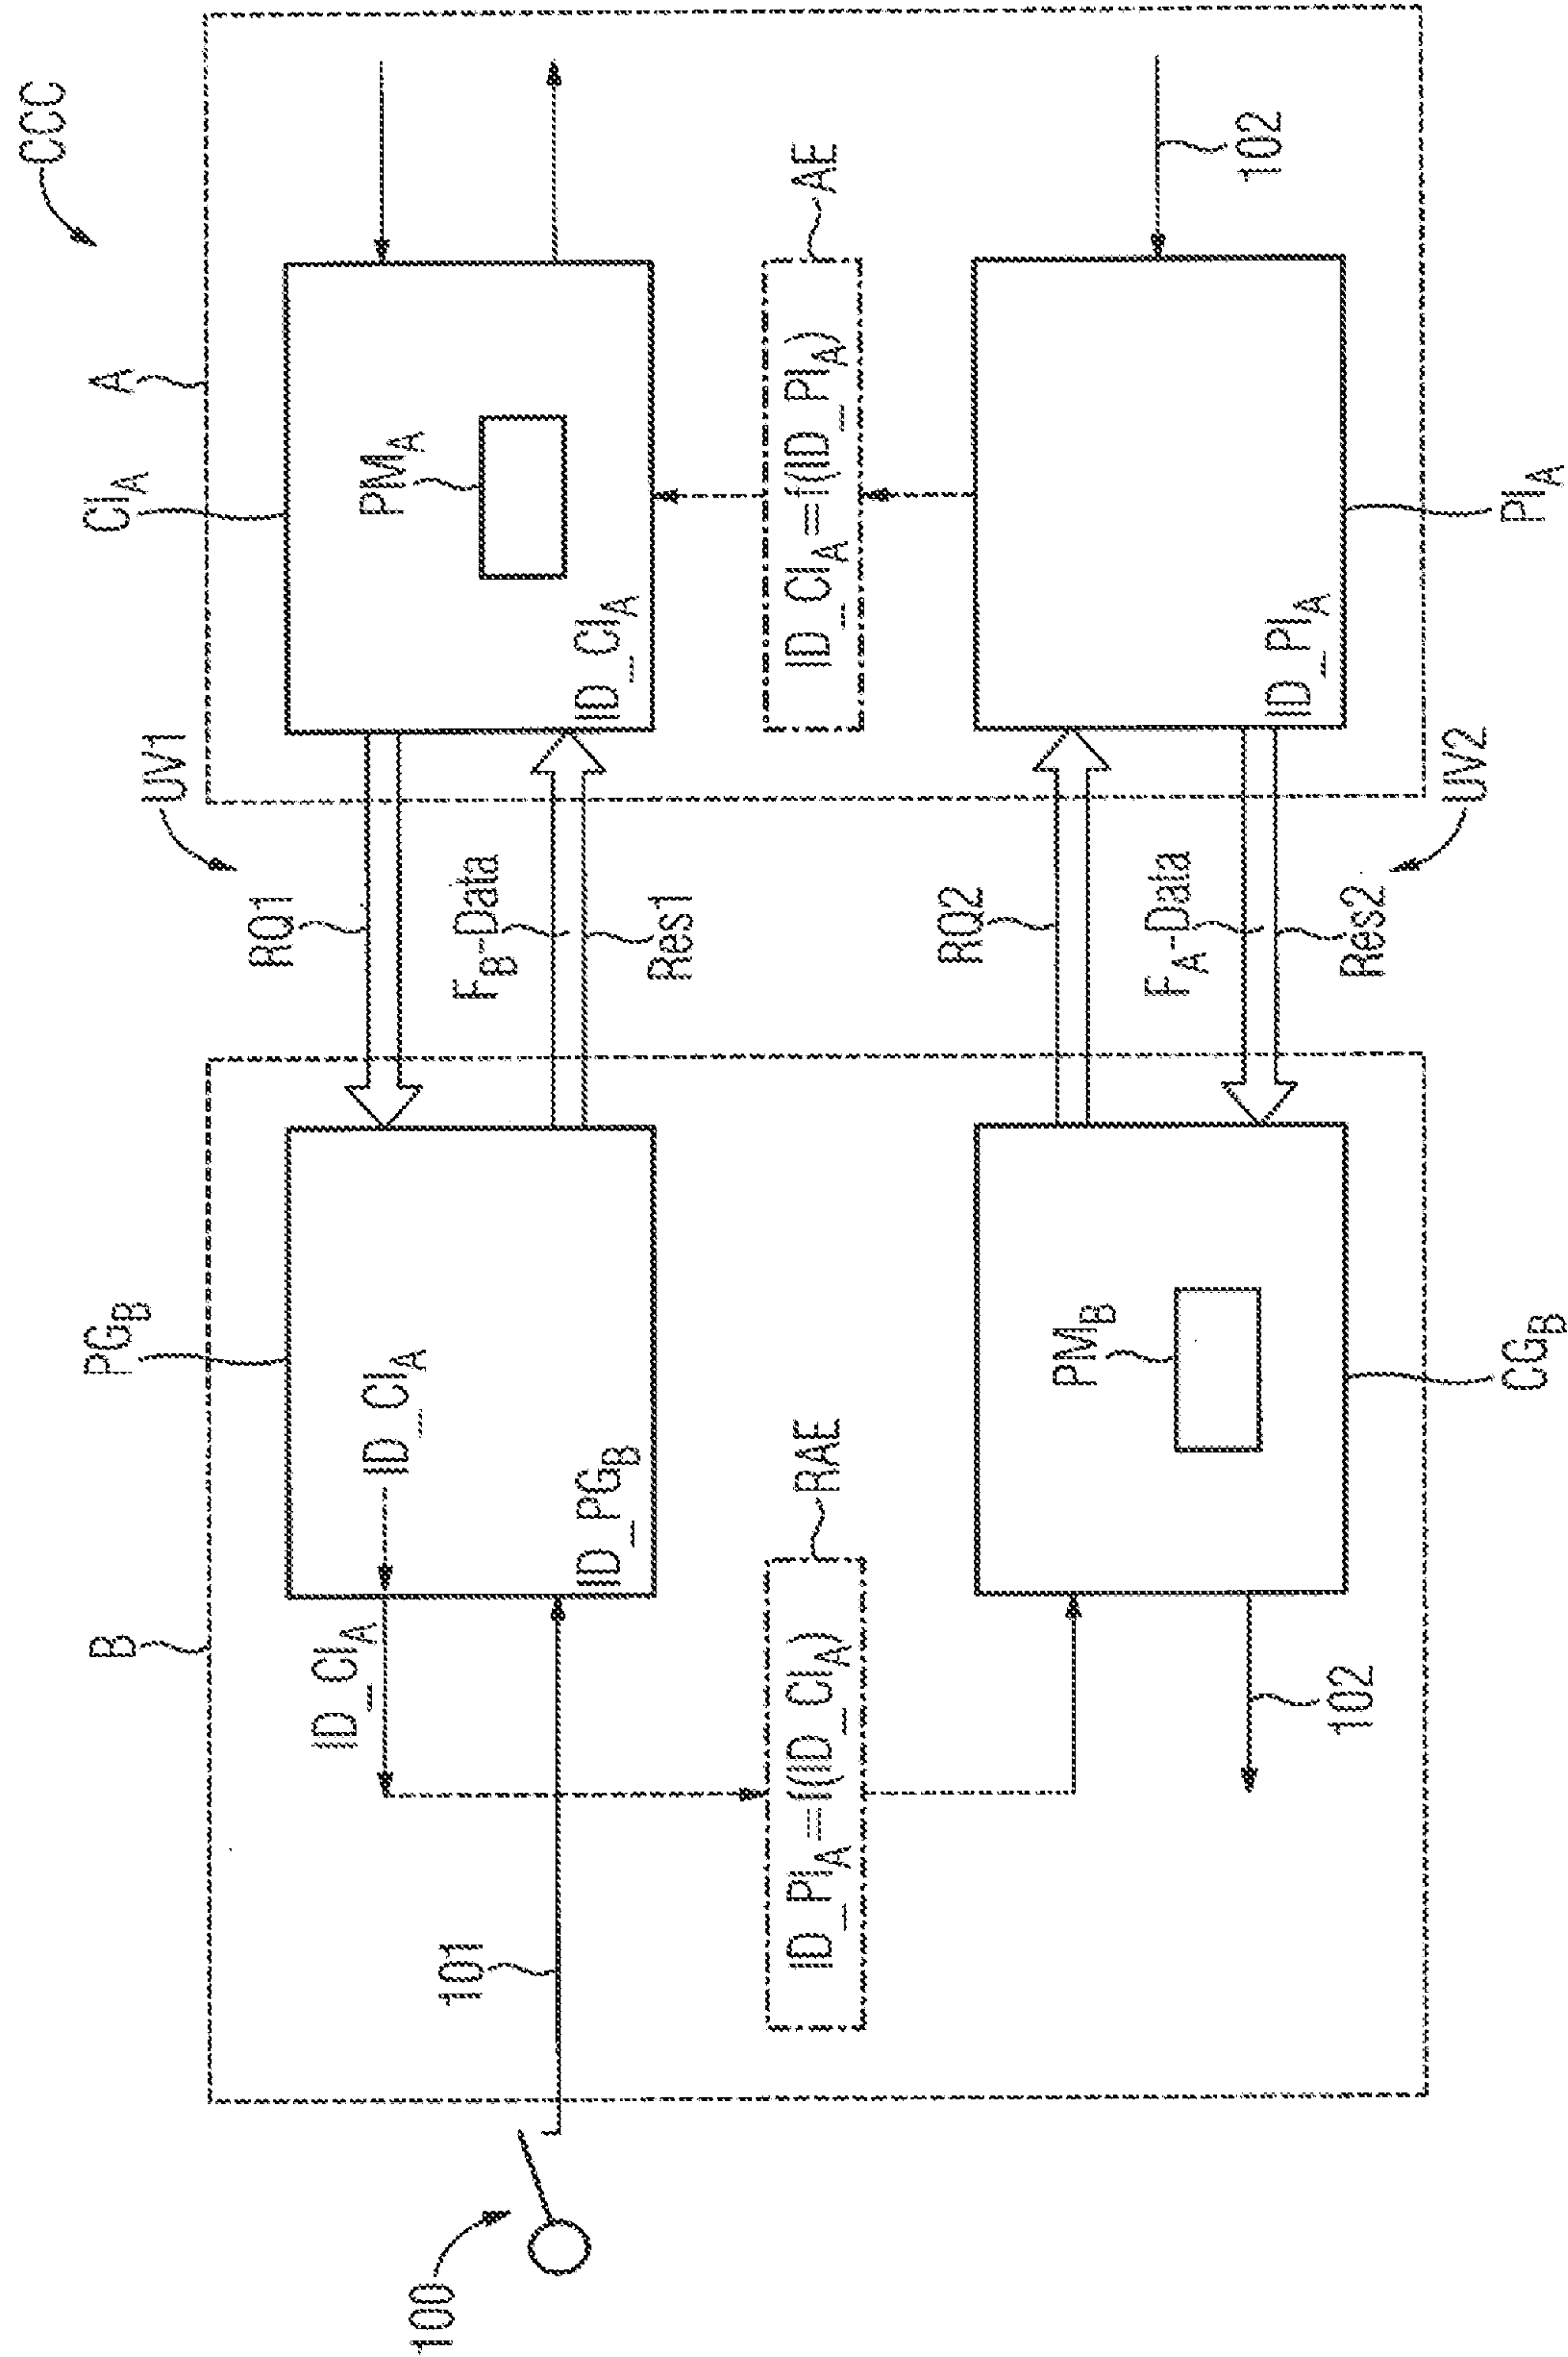 CCC
A
CI_A
PM_A
ID_CI_A
AE
ID_CI_A=f(ID_PI_A)
102
ID_PI_A
PI_A
UV1
RQ1
F_B-Data
Res1
RQ2
F_A-Data
Res2
UV2
B
PG_B
ID_CI_A
ID_CI_A
ID_PG_B
RAE
ID_PI_A=f(ID_CI_A)
PM_B
CG_B
102
101
100